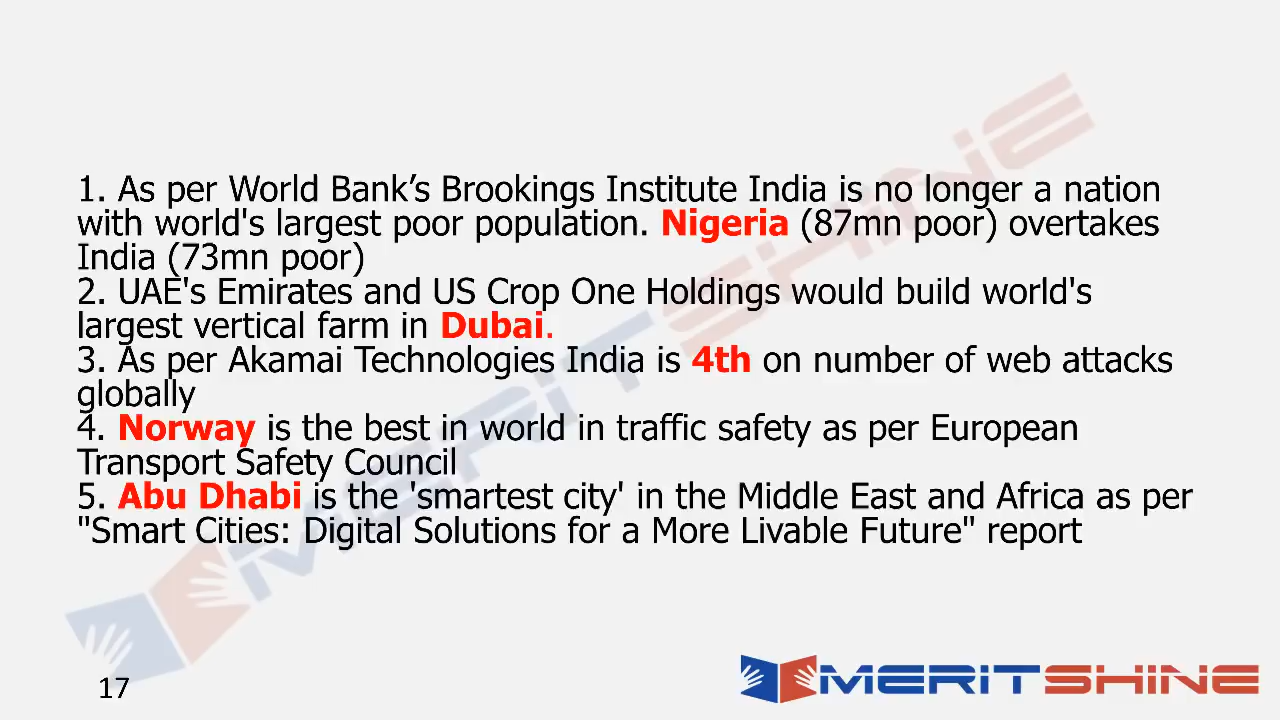 1. As per World Bank’s Brookings Institute India is no longer a nation
with world's largest poor population. Nigeria (87mn poor) overtakes
India (73mn poor)
2. UAE's Emirates and US Crop One Holdings would build world's
largest vertical farm in Dubai.
3. As per Akamai Technologies India is 4th on number of web attacks
globally
4. Norway is the best in world in traffic safety as per European
Transport Safety Council
5. Abu Dhabi is the 'smartest city' in the Middle East and Africa as per
"Smart Cities: Digital Solutions for a More Livable Future" report
MERITSHINE
17
MERITSHINE